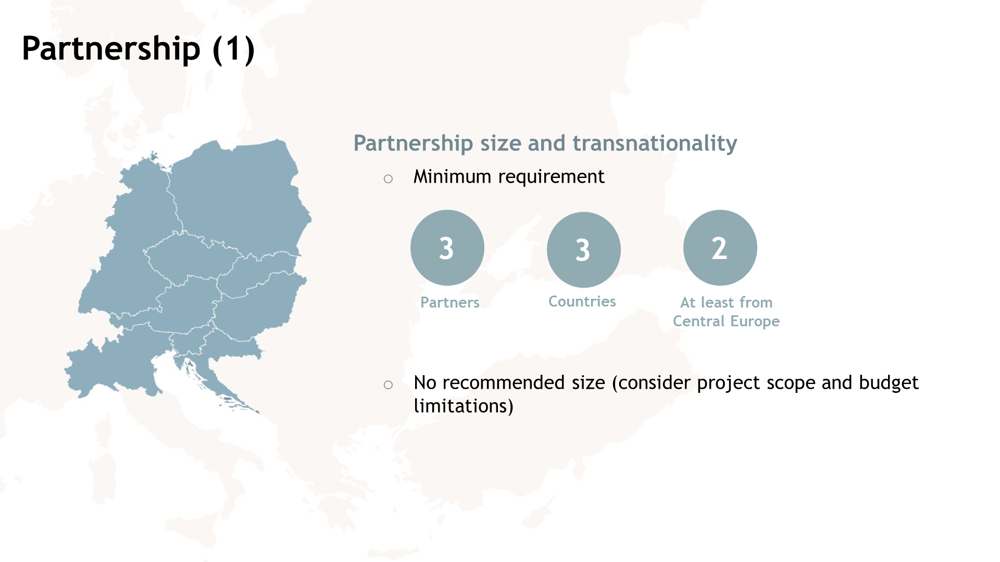 Partnership (1)
Partnership size and transnationality
o Minimum requirement
3
3
2
Partners
Countries
At least from
Central Europe
o No recommended size (consider project scope and budget
limitations)